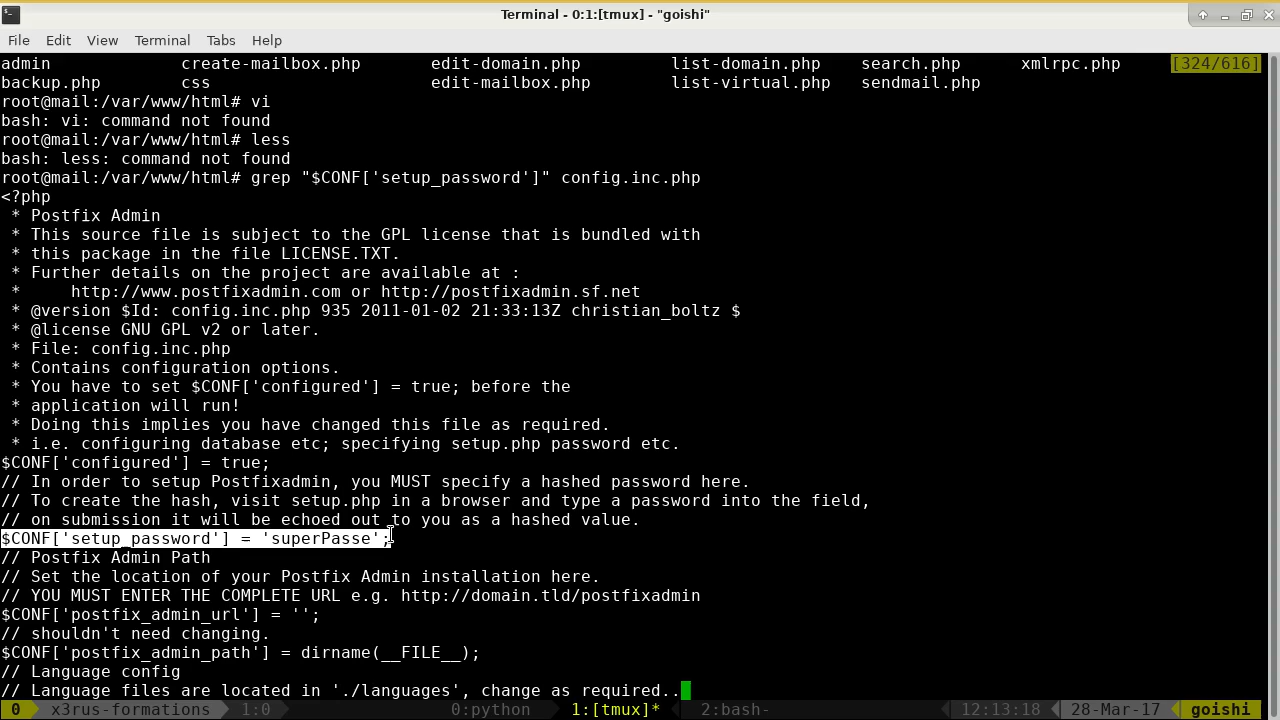 Terminal - 0:1:[tmux] - "goishi"
File Edit View Terminal Tabs Help
admin create-mailbox.php edit-domain.php list-domain.php search.php xmlrpc.php [324/616]
backup.php css edit-mailbox.php list-virtual.php sendmail.php
root@mail:/var/www/html# vi
bash: vi: command not found
root@mail:/var/www/html# less
bash: less: command not found
root@mail:/var/www/html# grep "$CONF['setup_password']" config.inc.php
<?php
 * Postfix Admin
 * This source file is subject to the GPL license that is bundled with
 * this package in the file LICENSE.TXT.
 * Further details on the project are available at :
 *     http://www.postfixadmin.com or http://postfixadmin.sf.net
 * @version $Id: config.inc.php 935 2011-01-02 21:33:13Z christian_boltz $
 * @license GNU GPL v2 or later.
 * File: config.inc.php
 * Contains configuration options.
 * You have to set $CONF['configured'] = true; before the
 * application will run!
 * Doing this implies you have changed this file as required.
 * i.e. configuring database etc; specifying setup.php password etc.
$CONF['configured'] = true;
// In order to setup Postfixadmin, you MUST specify a hashed password here.
// To create the hash, visit setup.php in a browser and type a password into the field,
// on submission it will be echoed out to you as a hashed value.
$CONF['setup_password'] = 'superPasse';
// Postfix Admin Path
// Set the location of your Postfix Admin installation here.
// YOU MUST ENTER THE COMPLETE URL e.g. http://domain.tld/postfixadmin
$CONF['postfix_admin_url'] = '';
// shouldn't need changing.
$CONF['postfix_admin_path'] = dirname(__FILE__);
// Language config
// Language files are located in './languages', change as required..
0 x3rus-formations 1:0 0:python 1:[tmux]* 2:bash- 12:13:18 28-Mar-17 goishi